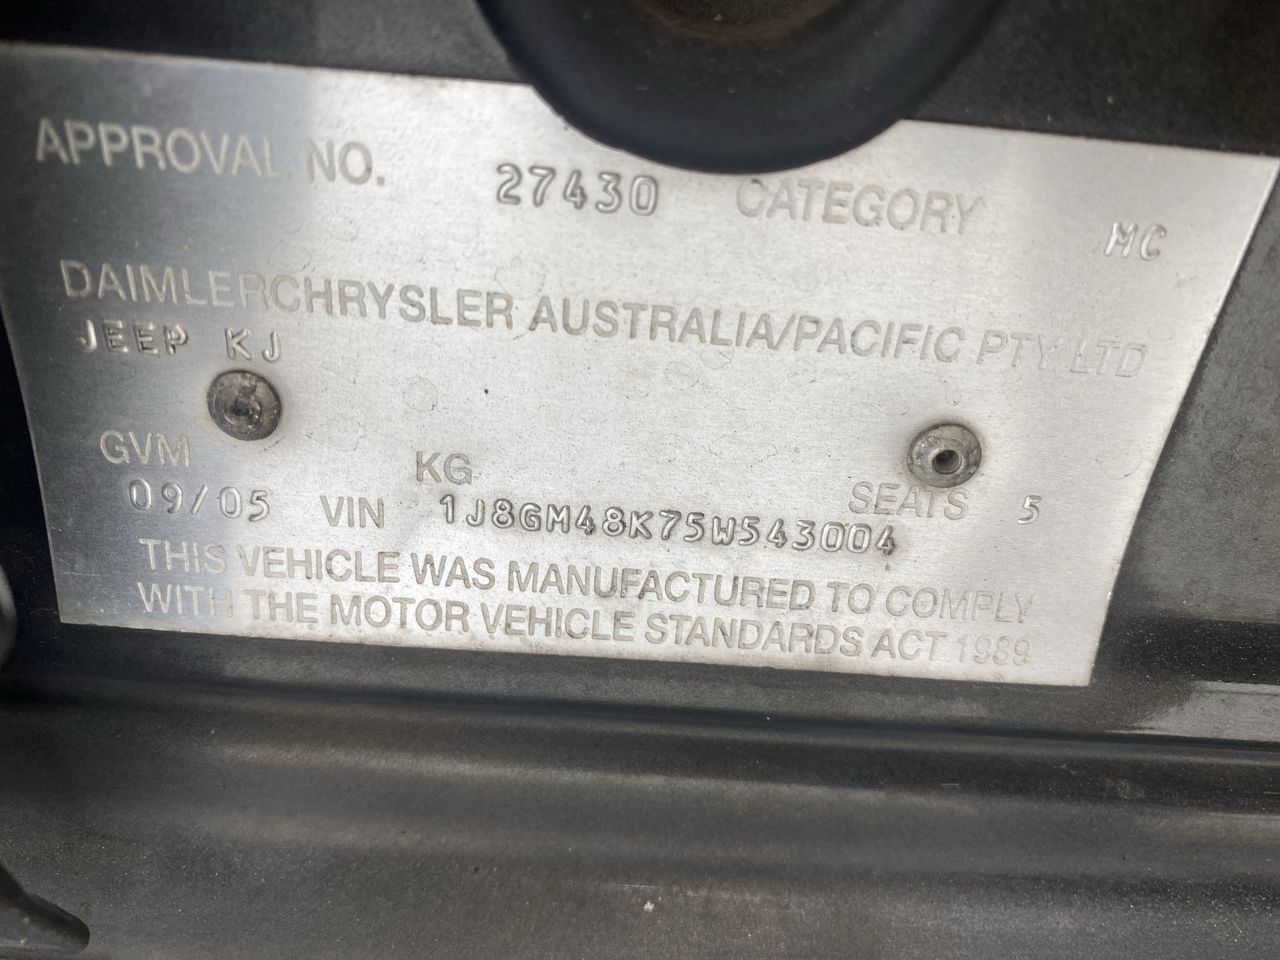 APPROVAL NO. 27430 CATEGORY MC
DAIMLERCHRYSLER AUSTRALIA/PACIFIC PTY LTD
JEEP KJ
GVM KG
09/05 VIN 1J8GM48K75W543004 SEATS 5
THIS VEHICLE WAS MANUFACTURED TO COMPLY
WITH THE MOTOR VEHICLE STANDARDS ACT 1989